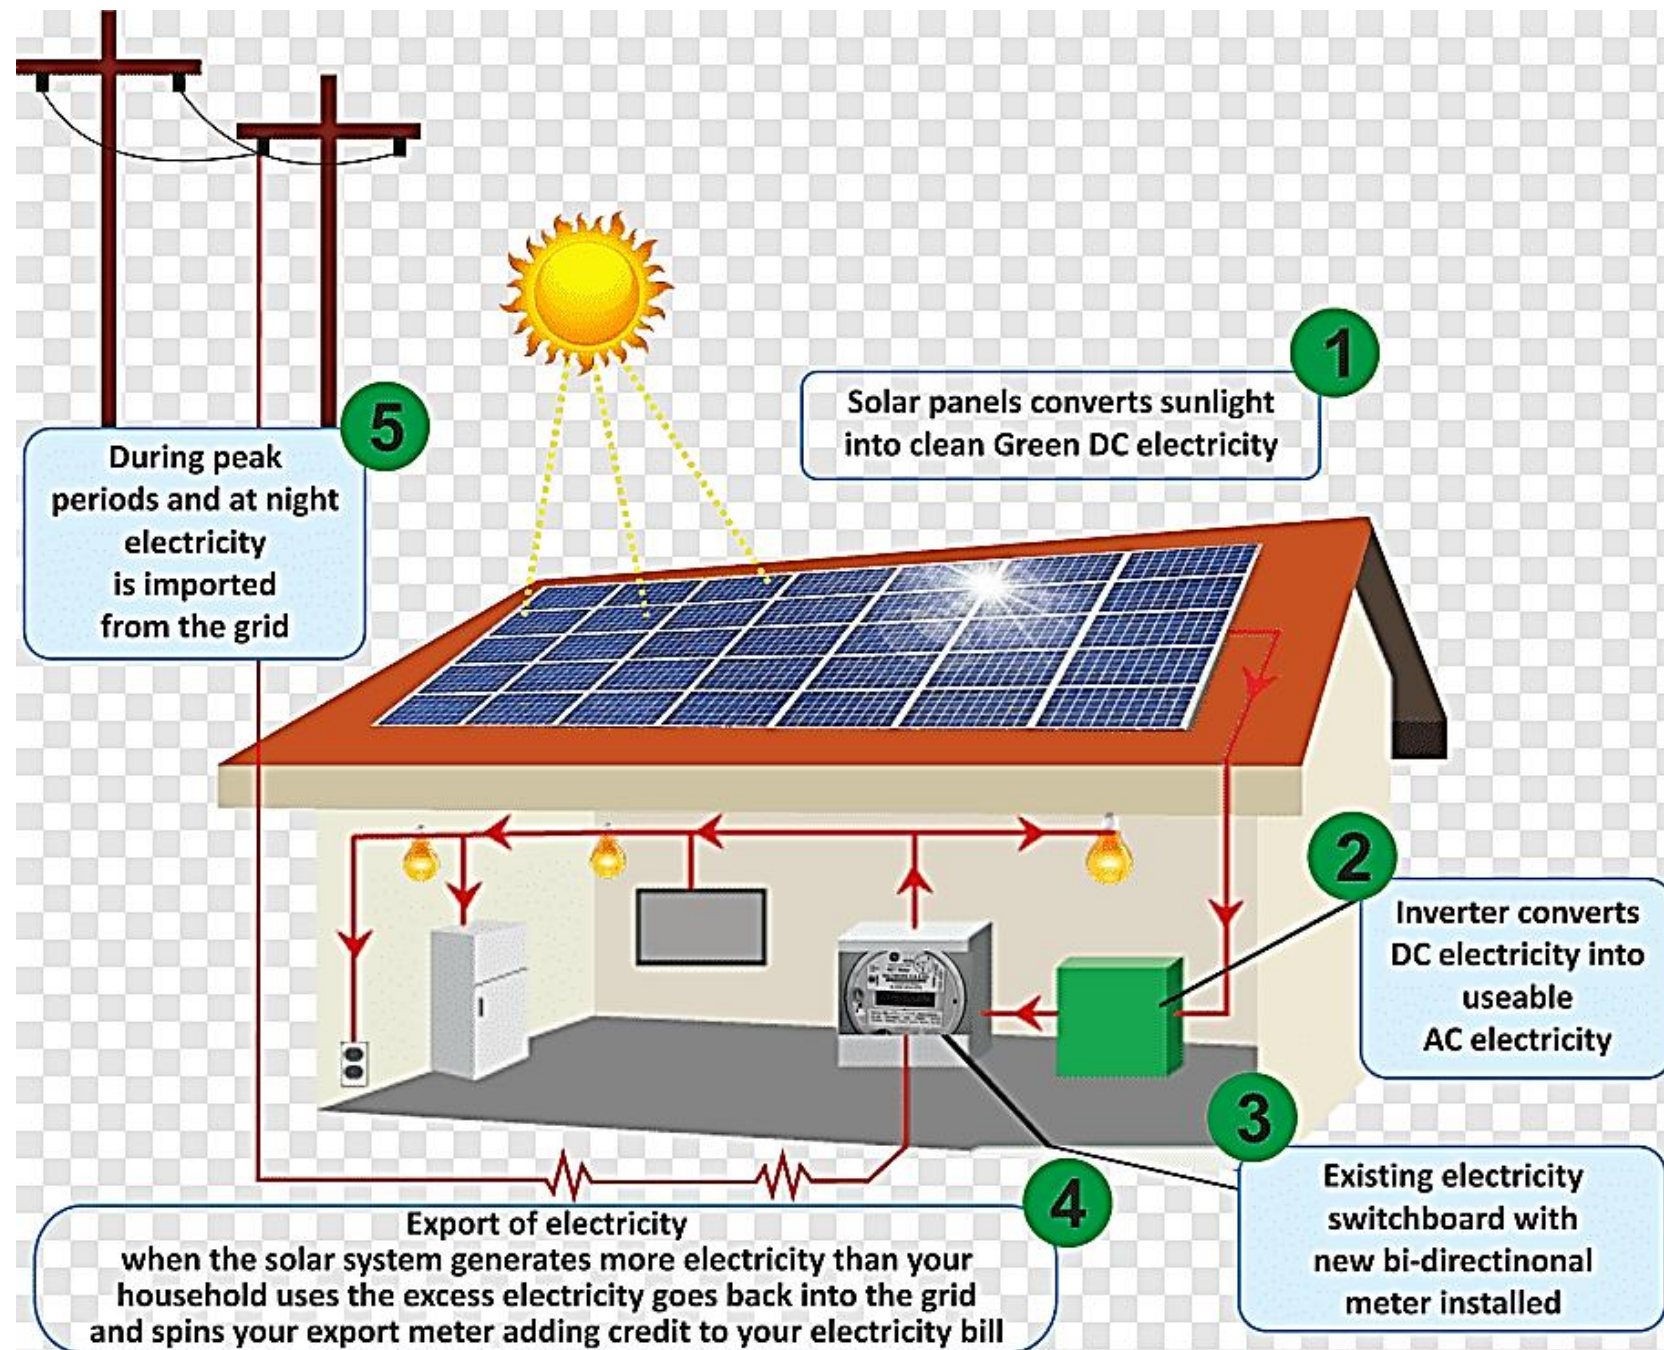 1
Solar panels converts sunlight
into clean Green DC electricity
2
Inverter converts
DC electricity into
useable
AC electricity
3
Existing electricity
switchboard with
new bi-directinonal
meter installed
4
Export of electricity
when the solar system generates more electricity than your
household uses the excess electricity goes back into the grid
and spins your export meter adding credit to your electricity bill
5
During peak
periods and at night
electricity
is imported
from the grid